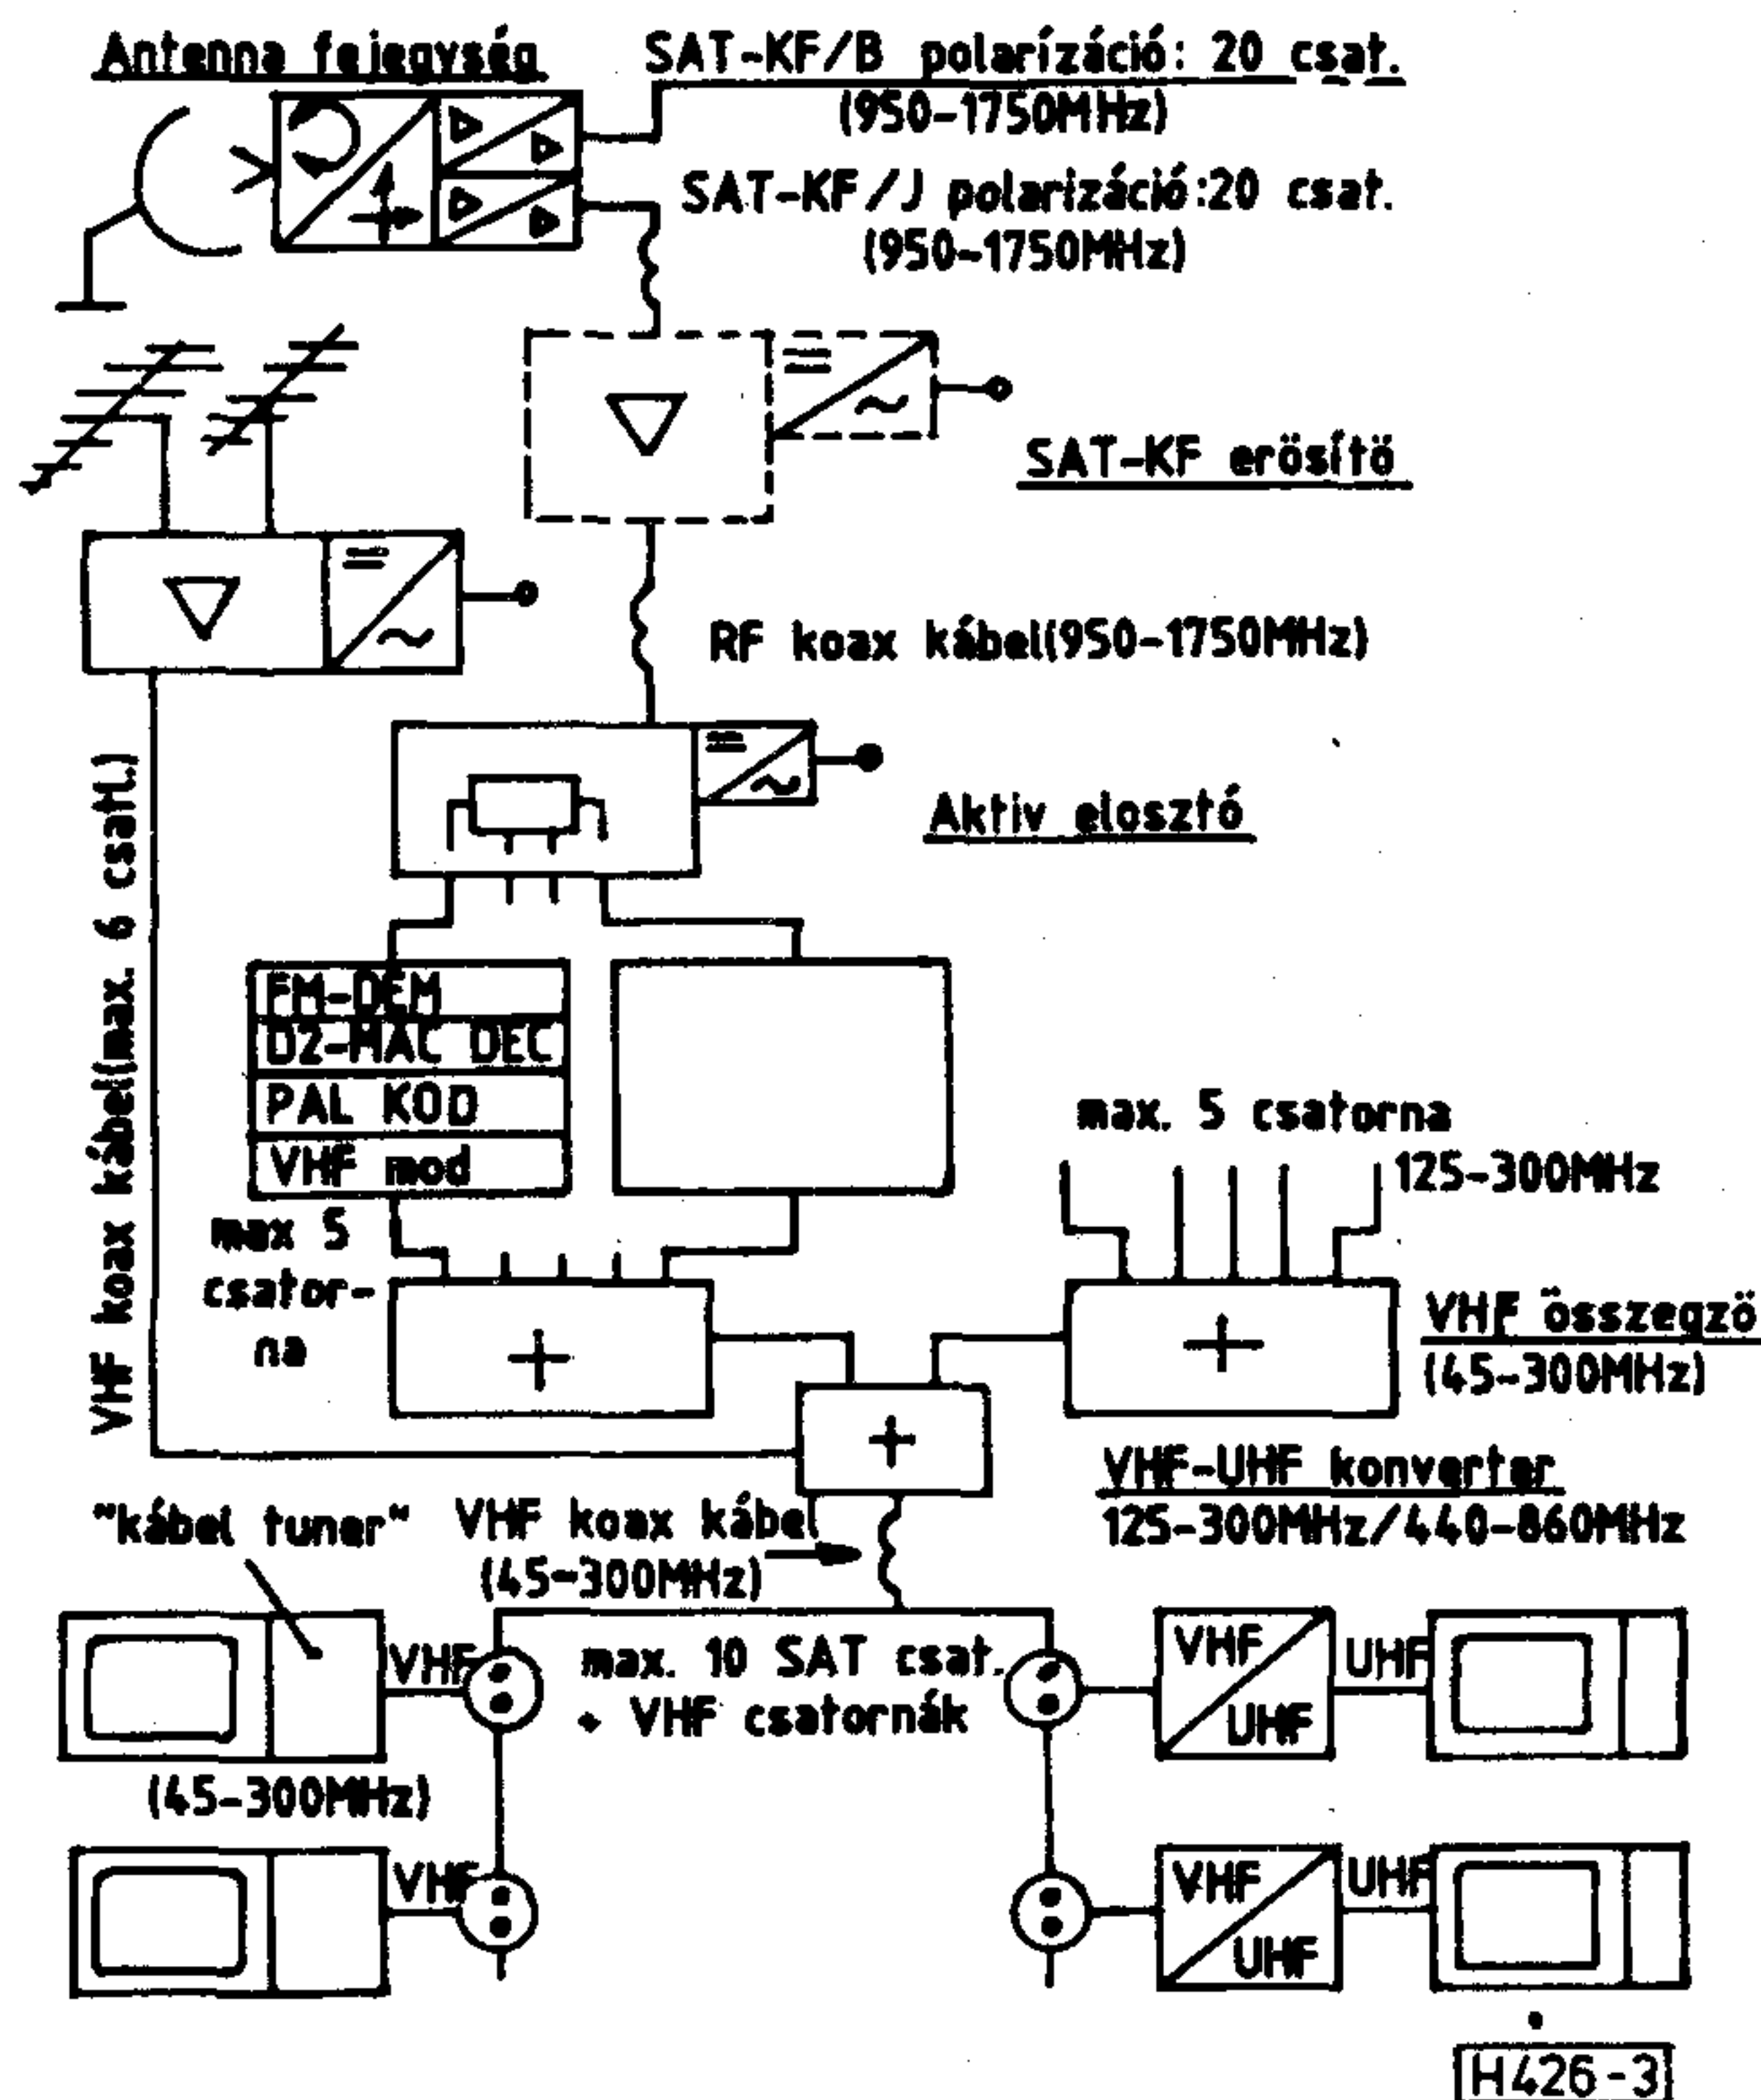 Antenna fejegység
SAT-KF/B polarízáció: 20 csat.
(950-1750MHz)
SAT-KF/J polarizáció:20 csat.
(950-1750MHz)
SAT-KF erösítö
RF koax kábel(950-1750MHz)
VHF koax kábel(max. 6 csatl.)
Aktiv elosztó
FM-DEM
D2-MAC DEC
PAL KOD
VHF mod
max 5
csator-
na
max. 5 csatorna
125-300MHz
VHF összegzö
(45-300MHz)
VHF-UHF konverter
125-300MHz/440-860MHz
"kábel tuner"
VHF koax kábel
(45-300MHz)
VHF
max. 10 SAT csat.
+ VHF csatornák
VHF
UHF
UHF
(45-300MHz)
VHF
VHF
UHF
UHF
H426-3